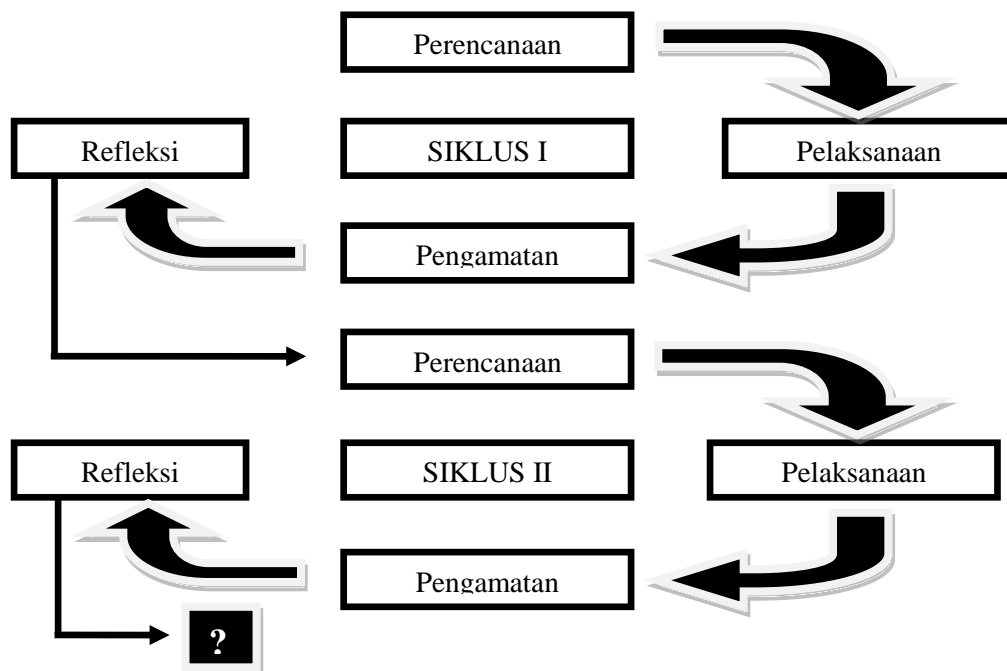 Perencanaan
Refleksi
SIKLUS I
Pelaksanaan
Pengamatan
Perencanaan
Refleksi
SIKLUS II
Pelaksanaan
Pengamatan
?